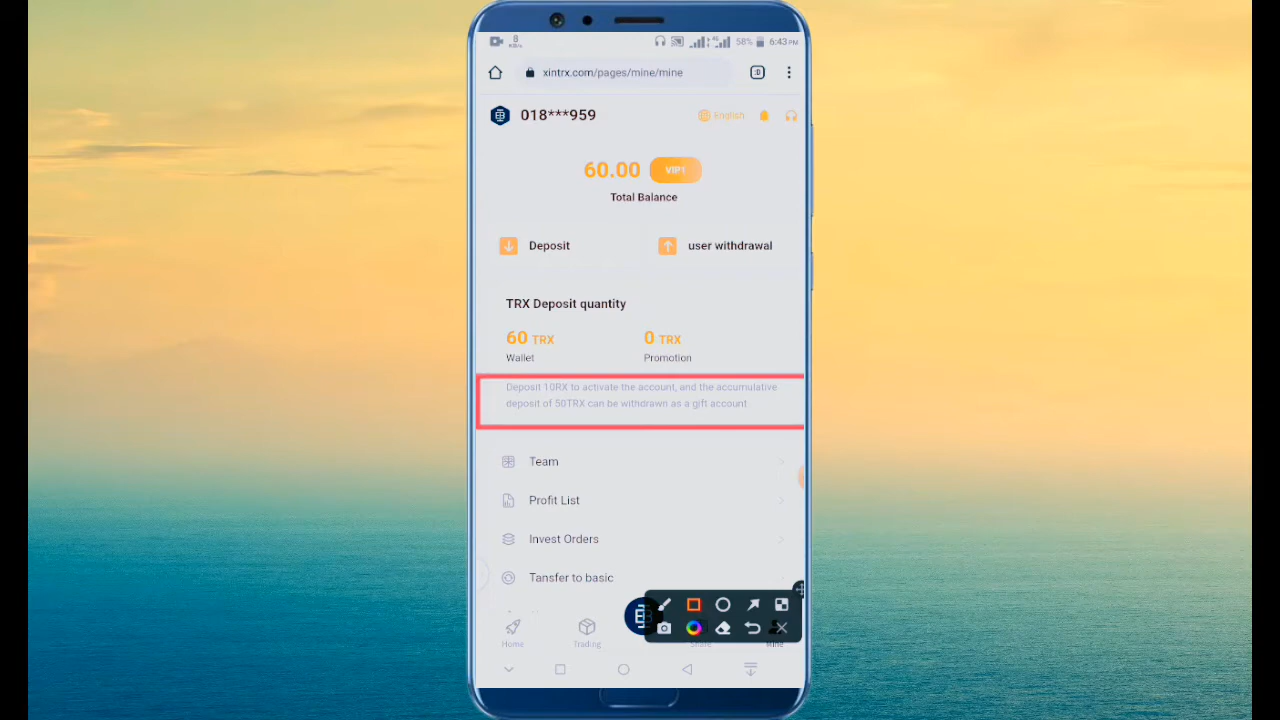 8
KB/s
4G
58%
6:43 PM
xintrx.com/pages/mine/mine
:D
018***959
English
60.00
VIP1
Total Balance
Deposit
user withdrawal
TRX Deposit quantity
60 TRX
0 TRX
Wallet
Promotion
Deposit 10RX to activate the account, and the accumulative
deposit of 50TRX can be withdrawn as a gift account.
Team
Profit List
Invest Orders
Tansfer to basic
Home
Trading
Share
Mine